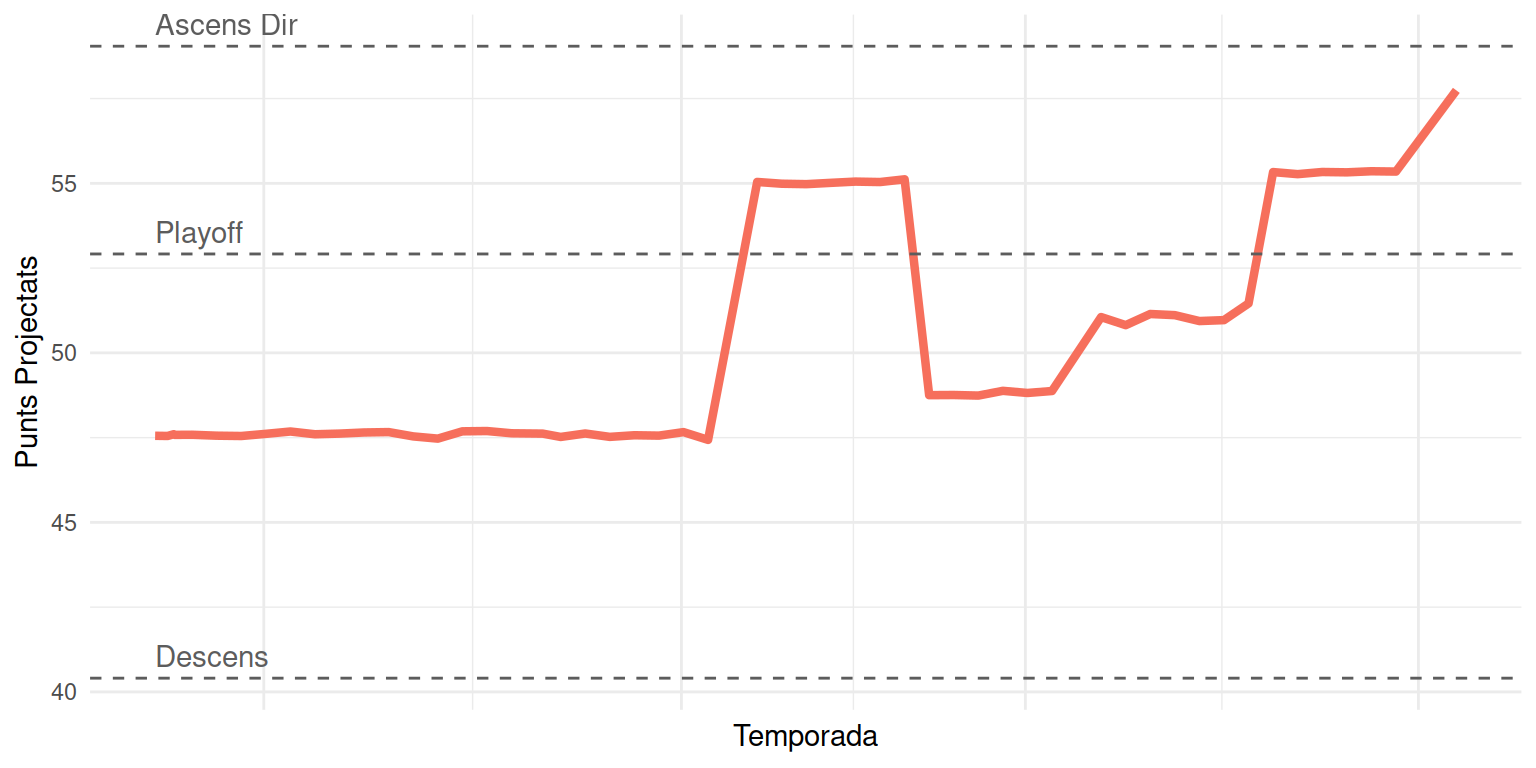 Ascens Dir
55
Playoff
50
45
Descens
40
Punts Projectats
Temporada